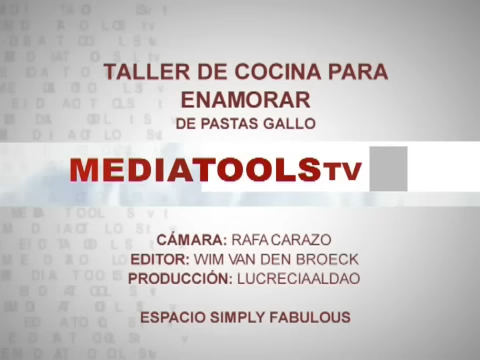 TALLER DE COCINA PARA
ENAMORAR
DE PASTAS GALLO
MEDIATOOLSTV
CÁMARA: RAFA CARAZO
EDITOR: WIM VAN DEN BROECK
PRODUCCIÓN: LUCRECIAALDAO
ESPACIO SIMPLY FABULOUS